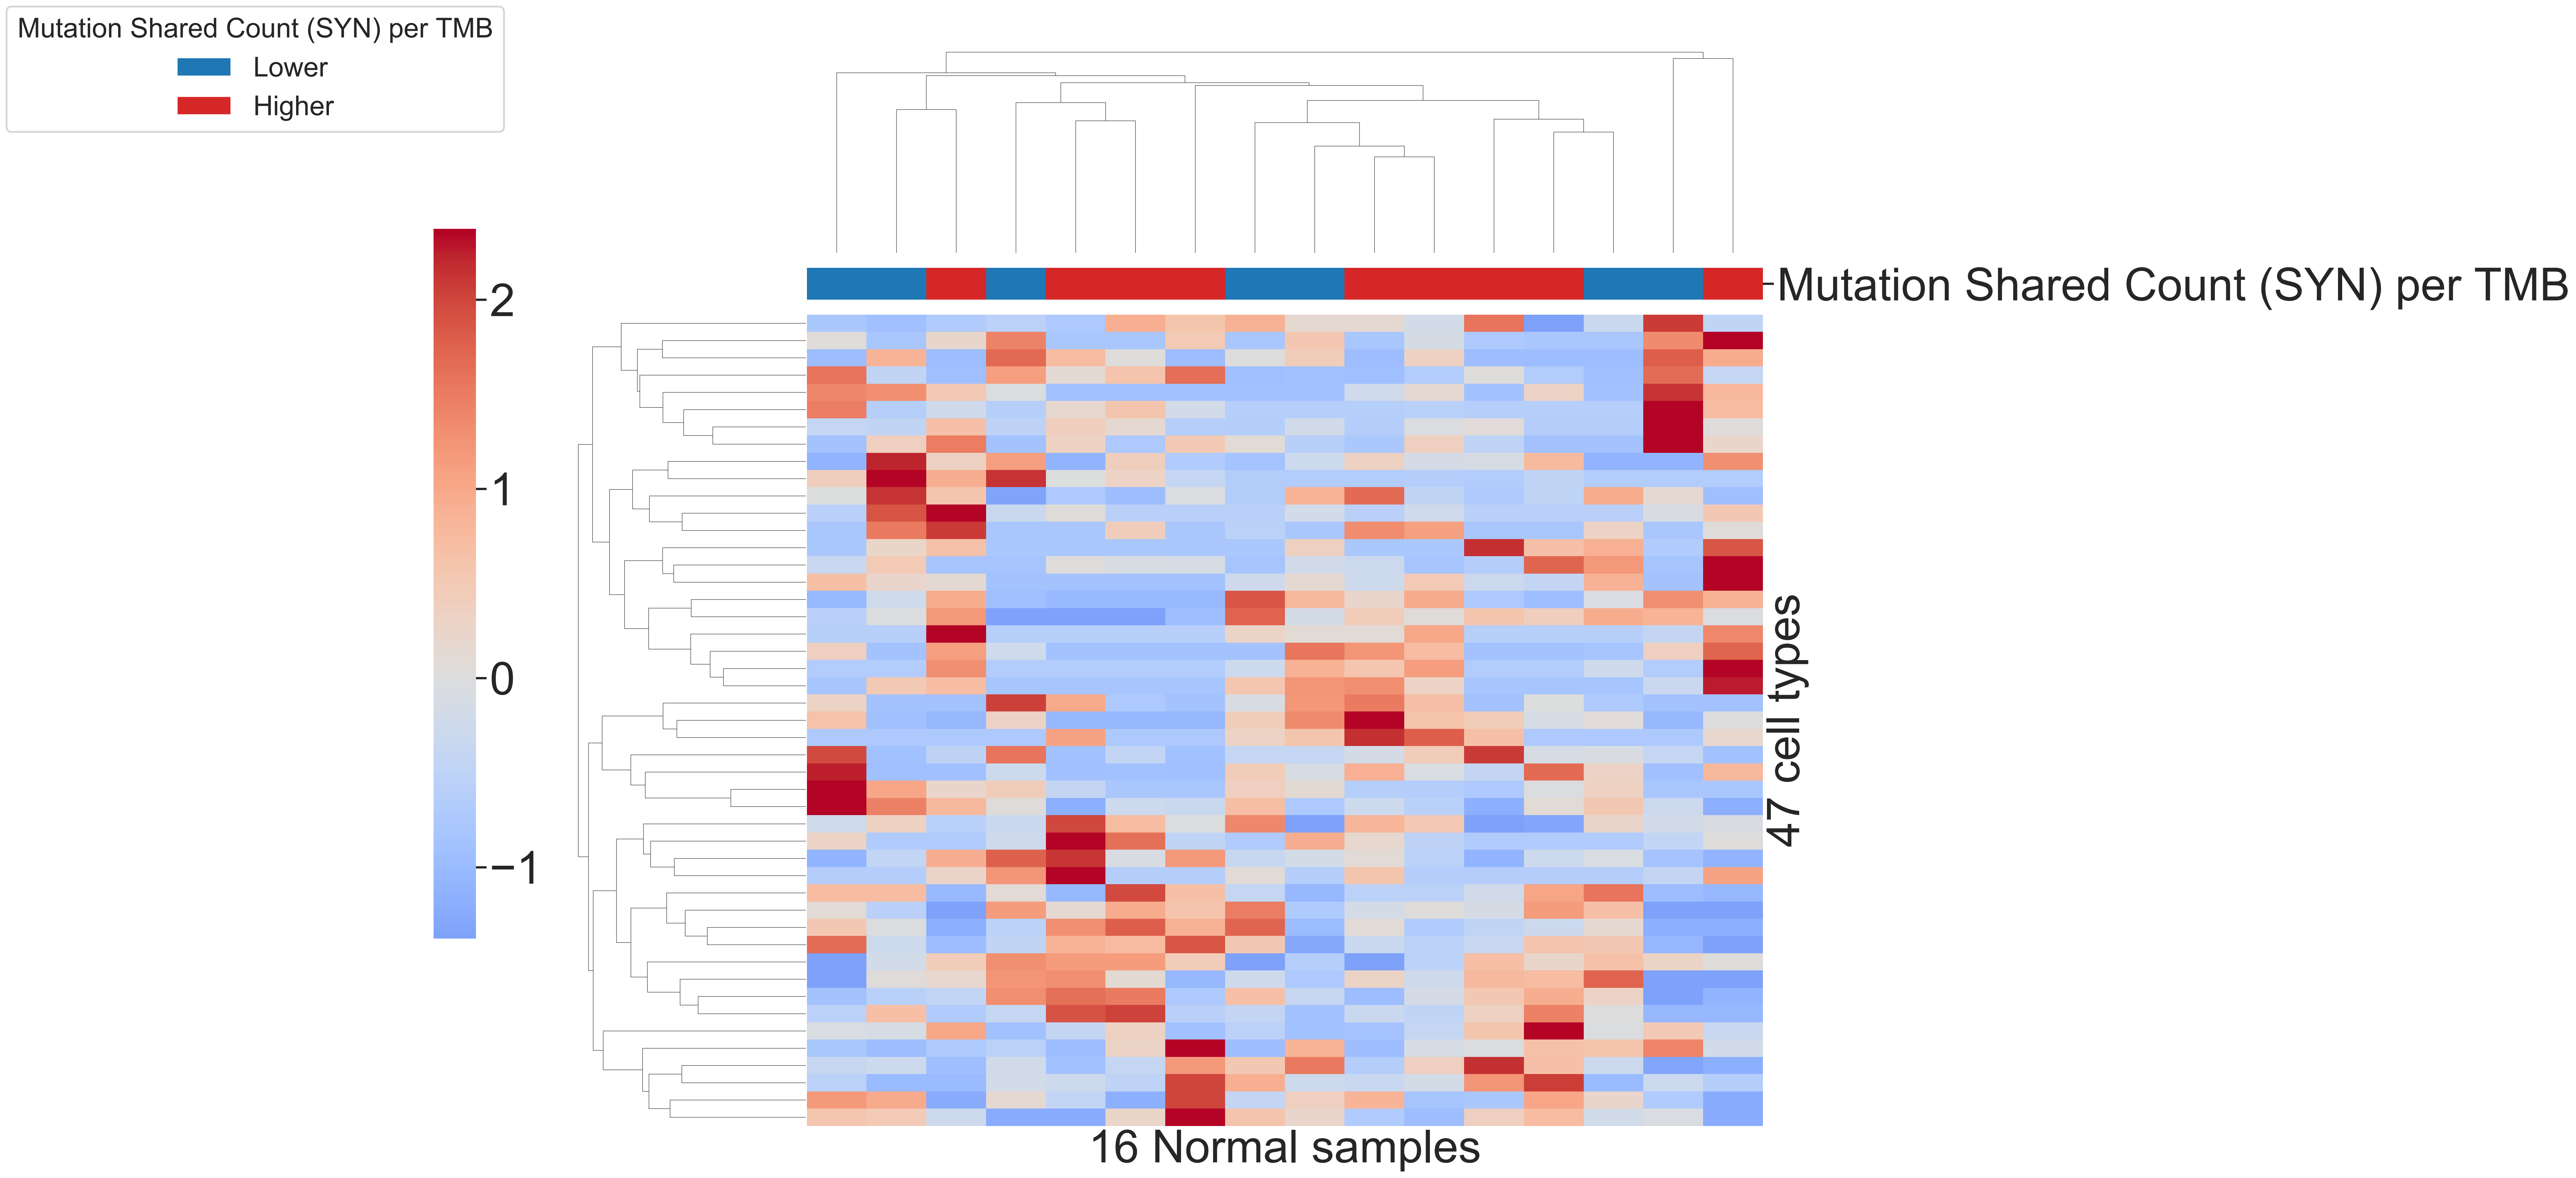 Mutation Shared Count (SYN) per TMB
Lower
Higher
Mutation Shared Count (SYN) per TMB
2
1
0
−1
47 cell types
16 Normal samples